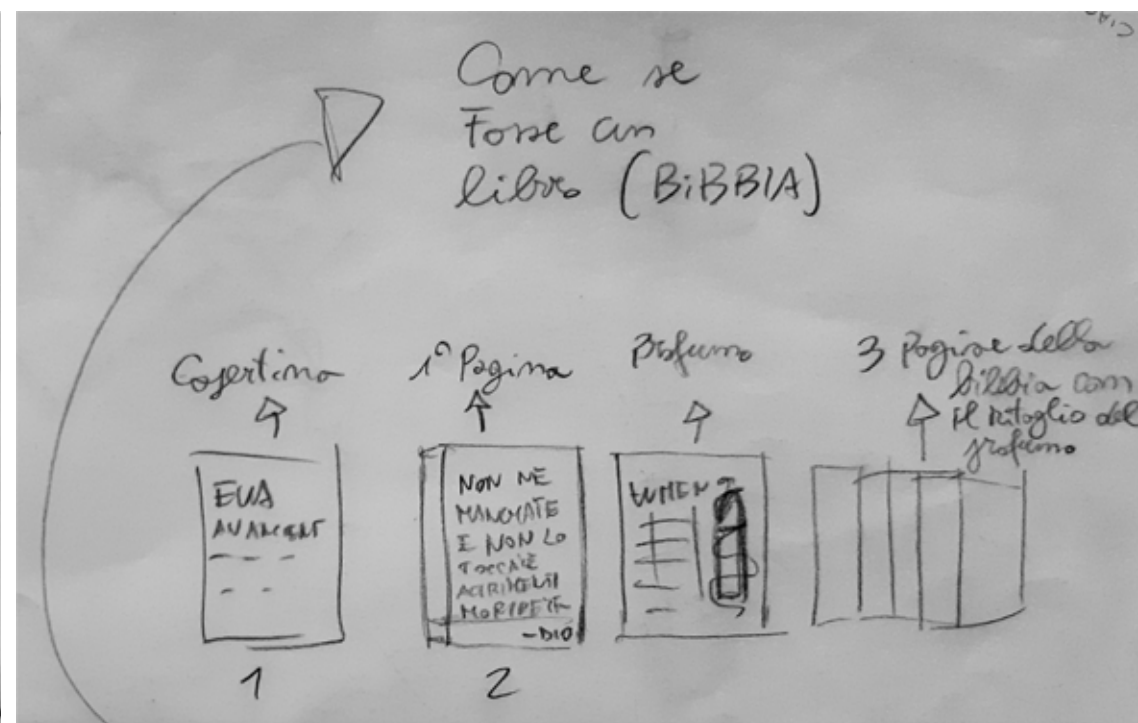 Come se
Fosse un
libro (BiBBIA)
Copertina
1° Pagina
Profumo
3 Pagine della
bibbia con
il ritaglio del
profumo
EVA
NON NE
MANGIATE
E NON LO
TOCCATE
ALTRIMENTI
MORIRETE
-DIO
1
2